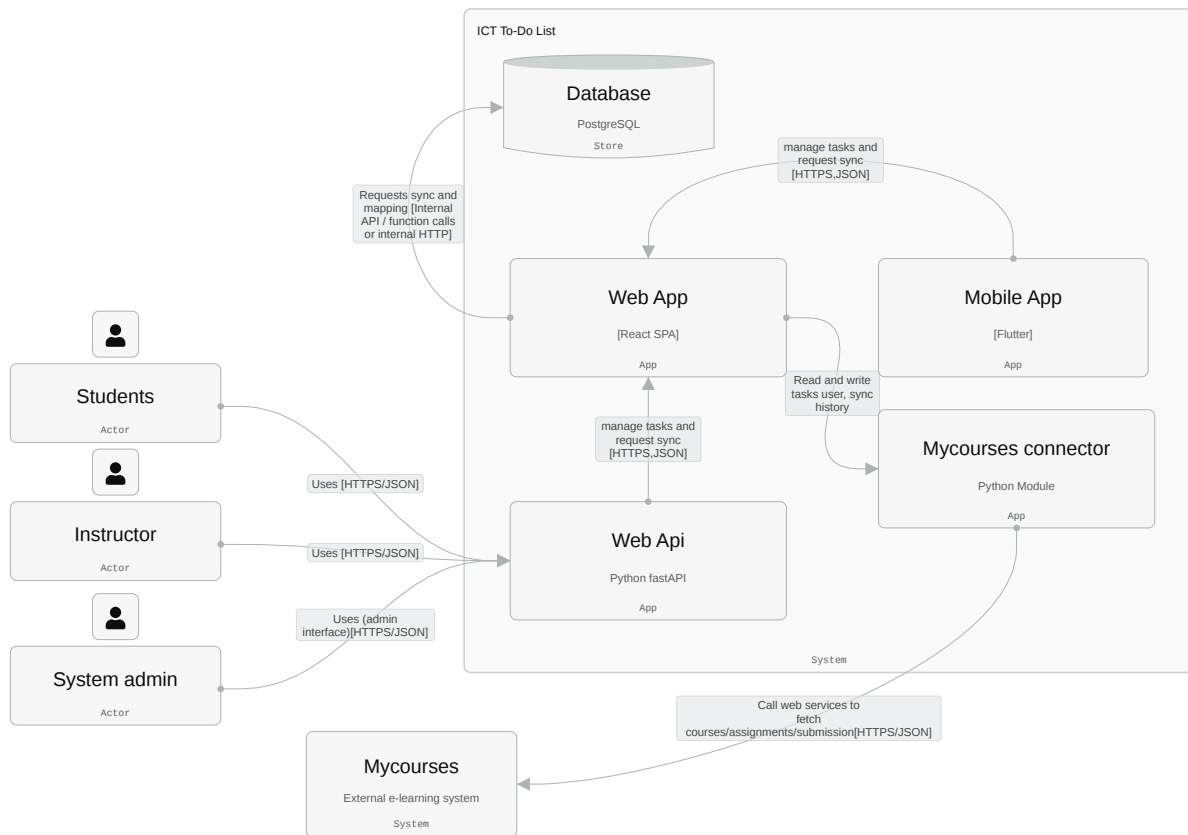 ICT To-Do List
Database
PostgreSQL
Store
manage tasks and
request sync
[HTTPS,JSON]
Requests sync and
mapping [Internal
API / function calls
or internal HTTP]
Web App
[React SPA]
App
Mobile App
[Flutter]
App
Read and write
tasks user, sync
history
Students
Actor
manage tasks and
request sync
[HTTPS,JSON]
Mycourses connector
Python Module
App
Uses [HTTPS/JSON]
Instructor
Actor
Uses [HTTPS/JSON]
Web Api
Python fastAPI
App
Uses (admin
interface)[HTTPS/JSON]
System admin
Actor
System
Call web services to
fetch
courses/assignments/submission[HTTPS/JSON]
Mycourses
External e-learning system
System